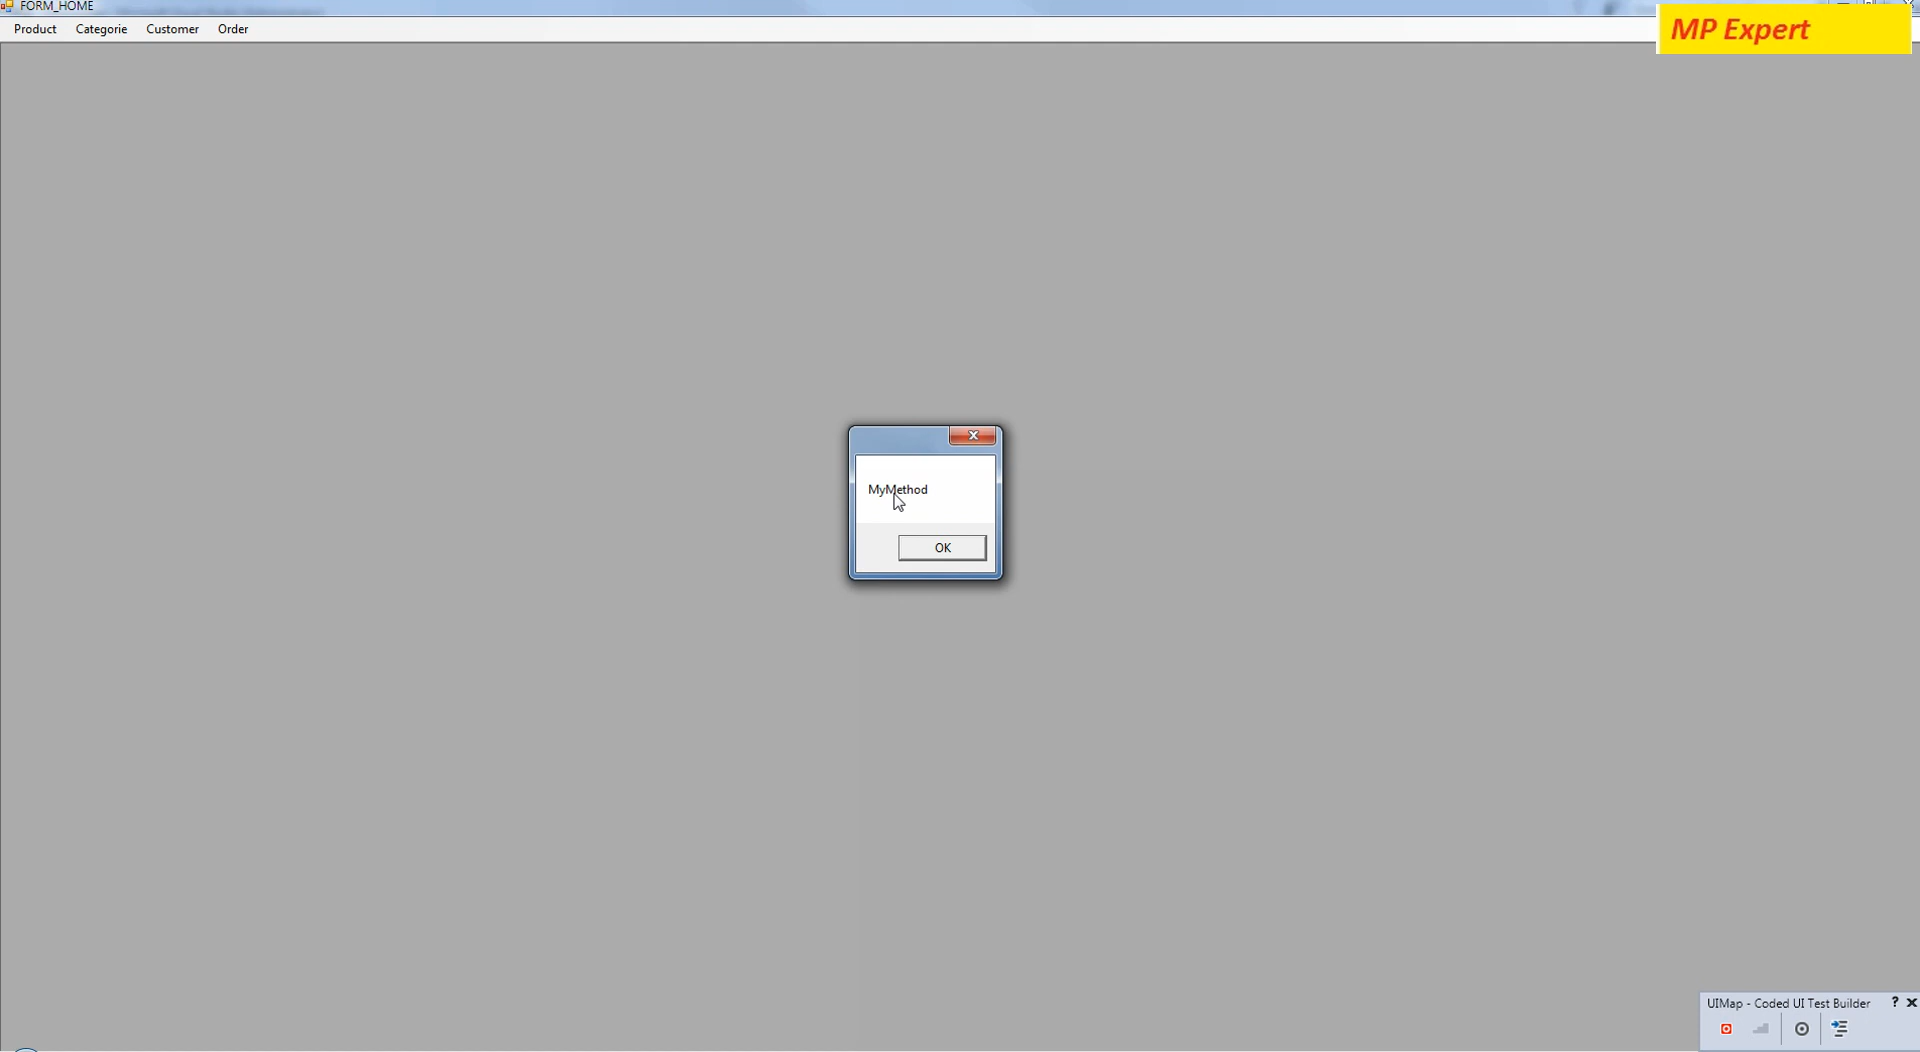 FORM_HOME
Product Categorie Customer Order
MP Expert
MyMethod
OK
UIMap - Coded UI Test Builder ?